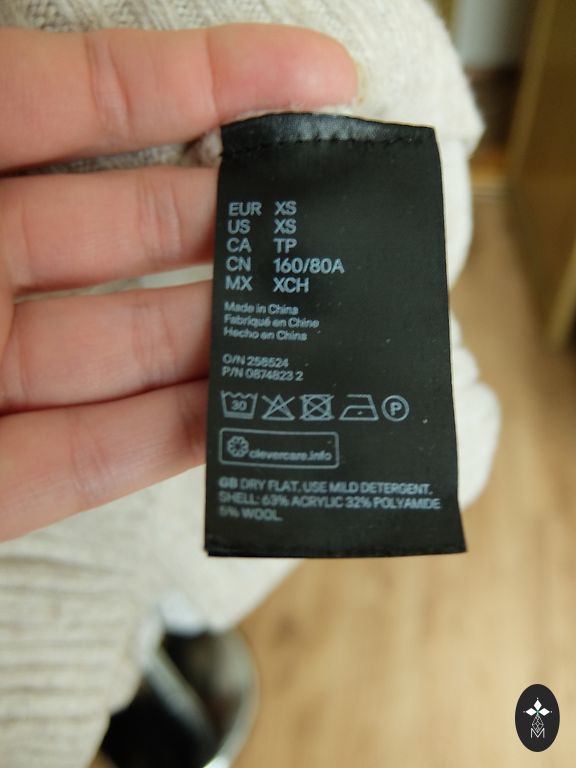 EUR XS
US XS
CA TP
CN 160/80A
MX XCH
Made in China
Fabriqué en Chine
Hecho en China
O/N 256524
P/N 0874823 2
30 P
clevercare.info
GB DRY FLAT. USE MILD DETERGENT.
SHELL: 63% ACRYLIC 32% POLYAMIDE
5% WOOL.
M